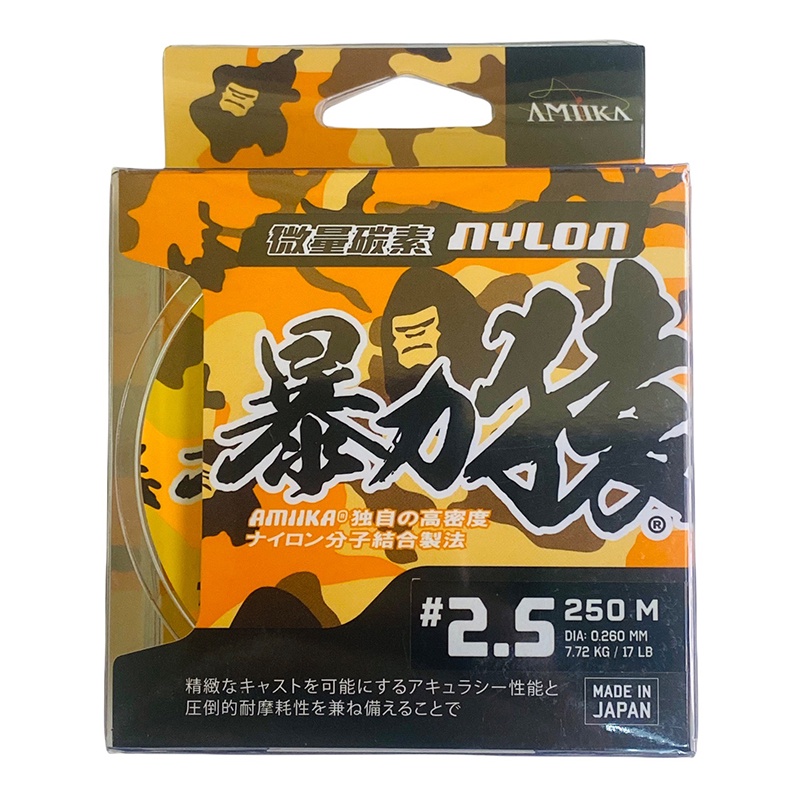 AMIIKA
微量碳素 NYLON
暴力猿®
AMIIKA®独自の高密度
ナイロン分子結合製法
#2.5
250 M
DIA: 0.260 MM
7.72 KG / 17 LB
精緻なキャストを可能にするアキュラシー性能と
圧倒的耐摩耗性を兼ね備えることで
MADE IN
JAPAN